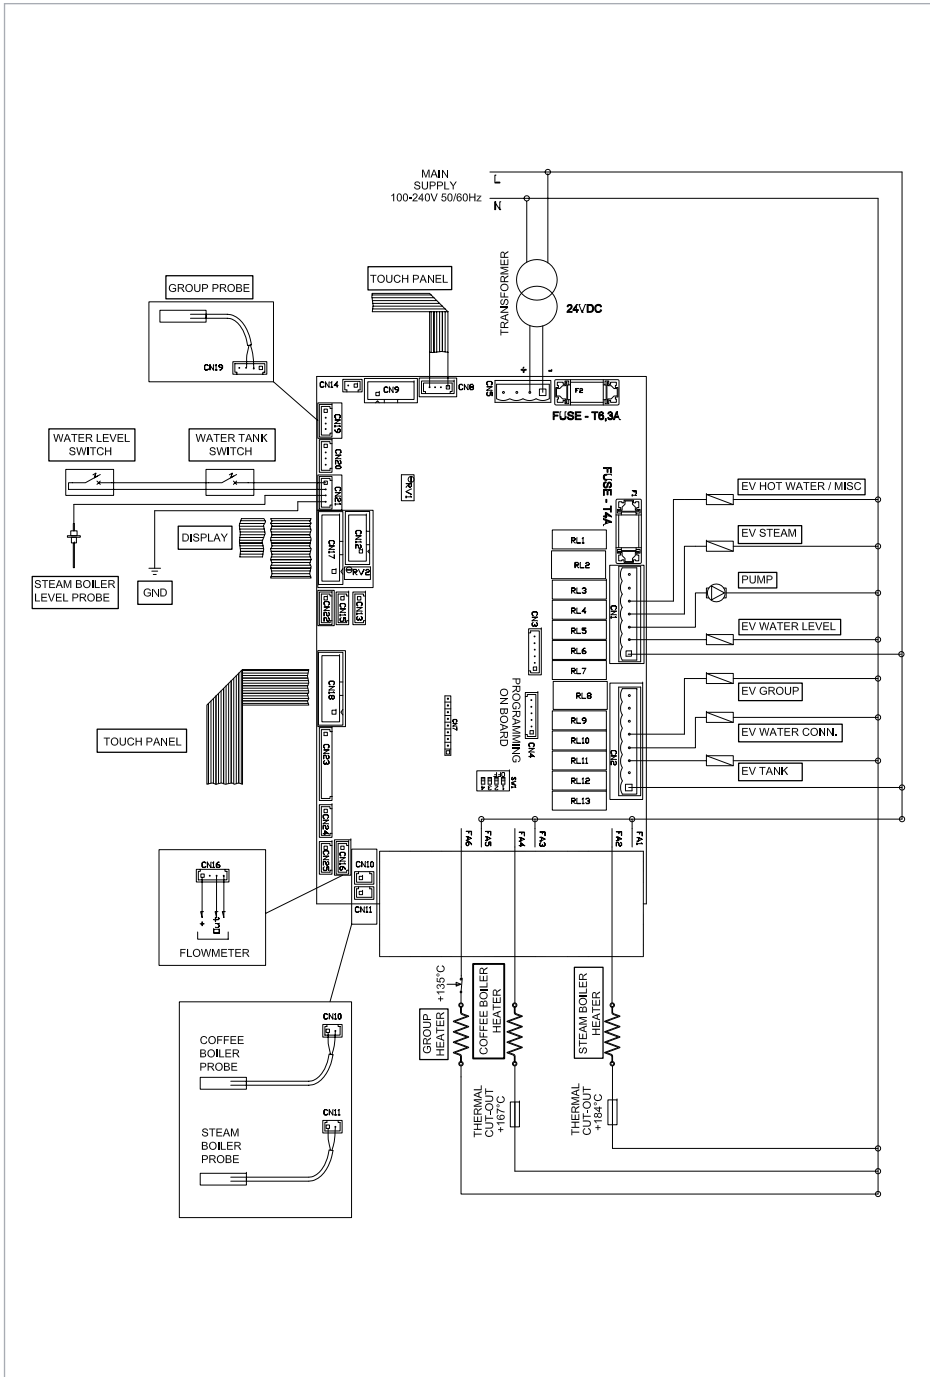 MAIN
SUPPLY
100-240V 50/60Hz
L
N
TRANSFORMER
24VDC
+
-
GROUP PROBE
CN19
TOUCH PANEL
CN14
CN9
CN8
CN5
F2
FUSE - T6,3A
WATER LEVEL
SWITCH
WATER TANK
SWITCH
CN19
CN20
CN21
RV1
FUSE - T4A
F1
EV HOT WATER / MISC
EV STEAM
PUMP
EV WATER LEVEL
DISPLAY
CN17
CN12
RV2
STEAM BOILER
LEVEL PROBE
GND
CN22
CN15
CN13
RL1
RL2
RL3
RL4
RL5
RL6
RL7
RL8
RL9
RL10
RL11
RL12
RL13
CN1
CN3
CN2
EV GROUP
EV WATER CONN.
EV TANK
TOUCH PANEL
CN18
CN7
PROGRAMMING
ON BOARD
CN4
SV1
CN23
CN24
CN25
CN16
CN10
CN11
FA6
FA5
FA4
FA3
FA2
FA1
CN16
+
FLOWMETER
+135°C
GROUP
HEATER
COFFEE BOILER
HEATER
STEAM BOILER
HEATER
THERMAL
CUT-OUT
+167°C
THERMAL
CUT-OUT
+184°C
CN10
COFFEE
BOILER
PROBE
CN11
STEAM
BOILER
PROBE